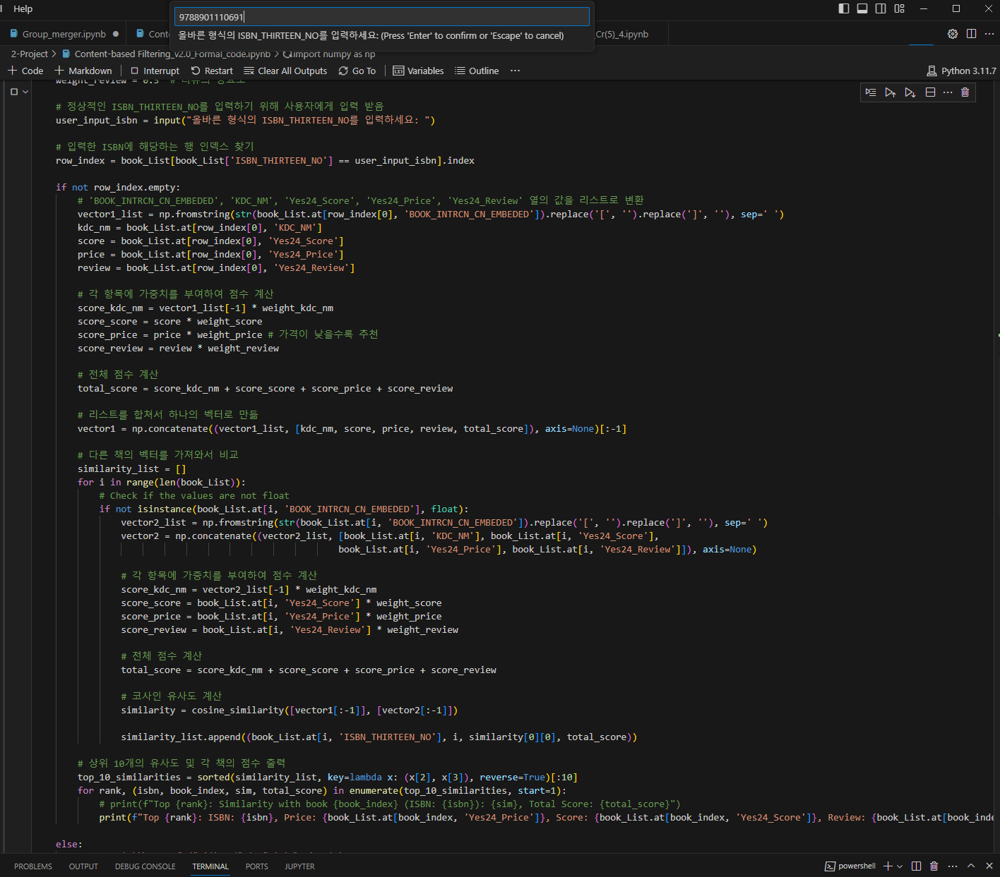 Help
9788901110691
올바른 형식의 ISBN_THIRTEEN_NO를 입력하세요: (Press 'Enter' to confirm or 'Escape' to cancel)
Group_merger.ipynb
Cont
Cr(5)_4.ipynb
2-Project > Content-based Filtering_v2.0_Formal_code.ipynb > import numpy as np
+ Code + Markdown | Interrupt Restart Clear All Outputs Go To | Variables Outline ...
Python 3.11.7
# 정상적인 ISBN_THIRTEEN_NO를 입력하기 위해 사용자에게 입력 받음
user_input_isbn = input("올바른 형식의 ISBN_THIRTEEN_NO를 입력하세요: ")
# 입력한 ISBN에 해당하는 행 인덱스 찾기
row_index = book_List[book_List['ISBN_THIRTEEN_NO'] == user_input_isbn].index
if not row_index.empty:
# 'BOOK_INTRCN_CN_EMBEDED', 'KDC_NM', 'Yes24_Score', 'Yes24_Price', 'Yes24_Review' 열의 값을 리스트로 변환
vector1_list = np.fromstring(str(book_List.at[row_index[0], 'BOOK_INTRCN_CN_EMBEDED']).replace('[', '').replace(']', ''), sep=' ')
kdc_nm = book_List.at[row_index[0], 'KDC_NM']
score = book_List.at[row_index[0], 'Yes24_Score']
price = book_List.at[row_index[0], 'Yes24_Price']
review = book_List.at[row_index[0], 'Yes24_Review']
# 각 항목에 가중치를 부여하여 점수 계산
score_kdc_nm = vector1_list[-1] * weight_kdc_nm
score_score = score * weight_score
score_price = price * weight_price # 가격이 낮을수록 추천
score_review = review * weight_review
# 전체 점수 계산
total_score = score_kdc_nm + score_score + score_price + score_review
# 리스트를 합쳐서 하나의 벡터로 만듦
vector1 = np.concatenate((vector1_list, [kdc_nm, score, price, review, total_score]), axis=None)[:-1]
# 다른 책의 벡터를 가져와서 비교
similarity_list = []
for i in range(len(book_List)):
# Check if the values are not float
if not isinstance(book_List.at[i, 'BOOK_INTRCN_CN_EMBEDED'], float):
vector2_list = np.fromstring(str(book_List.at[i, 'BOOK_INTRCN_CN_EMBEDED']).replace('[', '').replace(']', ''), sep=' ')
vector2 = np.concatenate((vector2_list, [book_List.at[i, 'KDC_NM'], book_List.at[i, 'Yes24_Score'],
book_List.at[i, 'Yes24_Price'], book_List.at[i, 'Yes24_Review']]), axis=None)
# 각 항목에 가중치를 부여하여 점수 계산
score_kdc_nm = vector2_list[-1] * weight_kdc_nm
score_score = book_List.at[i, 'Yes24_Score'] * weight_score
score_price = book_List.at[i, 'Yes24_Price'] * weight_price
score_review = book_List.at[i, 'Yes24_Review'] * weight_review
# 전체 점수 계산
total_score = score_kdc_nm + score_score + score_price + score_review
# 코사인 유사도 계산
similarity = cosine_similarity([vector1[:-1]], [vector2[:-1]])
similarity_list.append((book_List.at[i, 'ISBN_THIRTEEN_NO'], i, similarity[0][0], total_score))
# 상위 10개의 유사도 및 각 책의 점수 출력
top_10_similarities = sorted(similarity_list, key=lambda x: (x[2], x[3]), reverse=True)[:10]
for rank, (isbn, book_index, sim, total_score) in enumerate(top_10_similarities, start=1):
# print(f"Top {rank}: Similarity with book {book_index} (ISBN: {isbn}): {sim}, Total Score: {total_score}")
print(f"Top {rank}: ISBN: {isbn}, Price: {book_List.at[book_index, 'Yes24_Price']}, Score: {book_List.at[book_index, 'Yes24_Score']}, Review: {book_List.at[book_inde
else:
PROBLEMS OUTPUT DEBUG CONSOLE TERMINAL PORTS JUPYTER
powershell